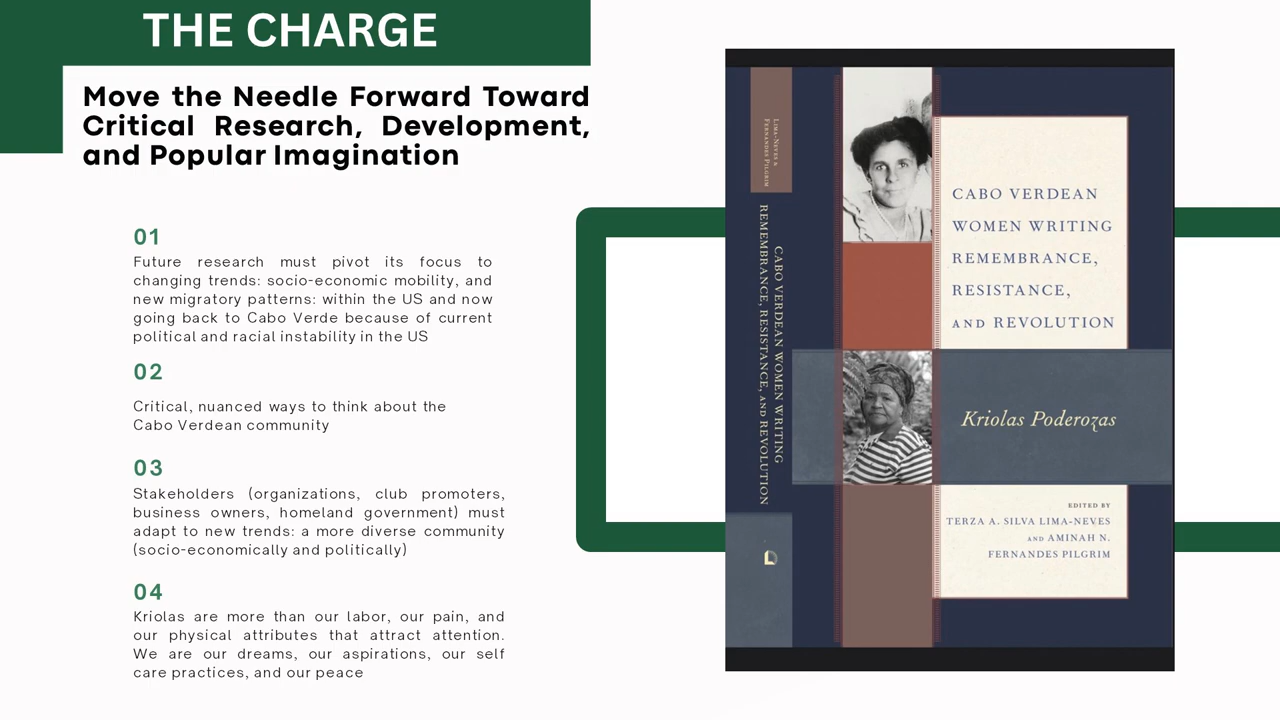 THE CHARGE
Move the Needle Forward Toward
Critical Research, Development,
and Popular Imagination
01
Future research must pivot its focus to
changing trends: socio-economic mobility, and
new migratory patterns: within the US and now
going back to Cabo Verde because of current
political and racial instability in the US
02
Critical, nuanced ways to think about the
Cabo Verdean community
03
Stakeholders (organizations, club promoters,
business owners, homeland government) must
adapt to new trends: a more diverse community
(socio-economically and politically)
04
Kriolas are more than our labor, our pain, and
our physical attributes that attract attention.
We are our dreams, our aspirations, our self
care practices, and our peace
LIMA-NEVES &
FERNANDES PILGRIM
CABO VERDEAN WOMEN WRITING
REMEMBRANCE, RESISTANCE, AND REVOLUTION
CABO VERDEAN
WOMEN WRITING
REMEMBRANCE,
RESISTANCE,
AND REVOLUTION
Kriolas Poderozas
EDITED BY
TERZA A. SILVA LIMA-NEVES
AND AMINAH N.
FERNANDES PILGRIM